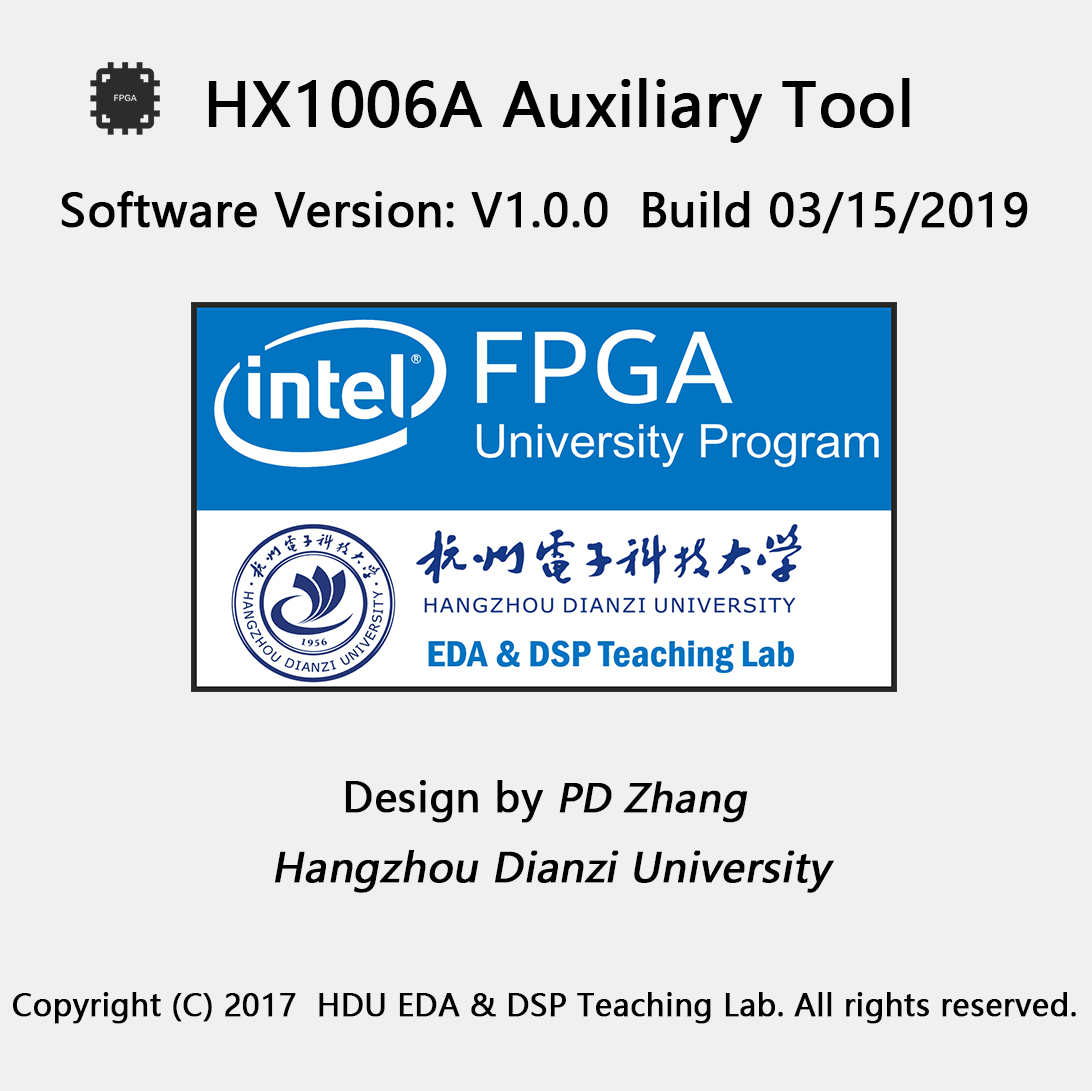 FPGA
HX1006A Auxiliary Tool
Software Version: V1.0.0  Build 03/15/2019
intel®
FPGA
University Program
杭州電子科技大学
HANGZHOU DIANZI UNIVERSITY
1956
杭州電子科技大学
HANGZHOU DIANZI UNIVERSITY
EDA & DSP Teaching Lab
Design by PD Zhang
Hangzhou Dianzi University
Copyright (C) 2017  HDU EDA & DSP Teaching Lab. All rights reserved.